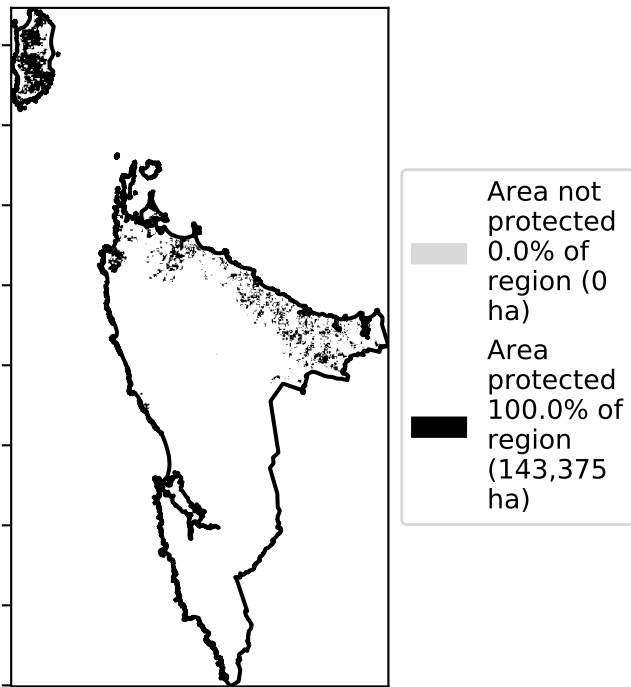 Area not
protected
0.0% of
region (0
ha)
Area
protected
100.0% of
region
(143,375
ha)